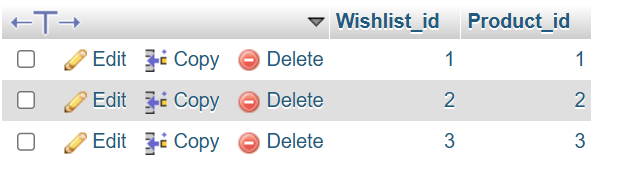 Wishlist_id Product_id
Edit Copy Delete 1 1
Edit Copy Delete 2 2
Edit Copy Delete 3 3